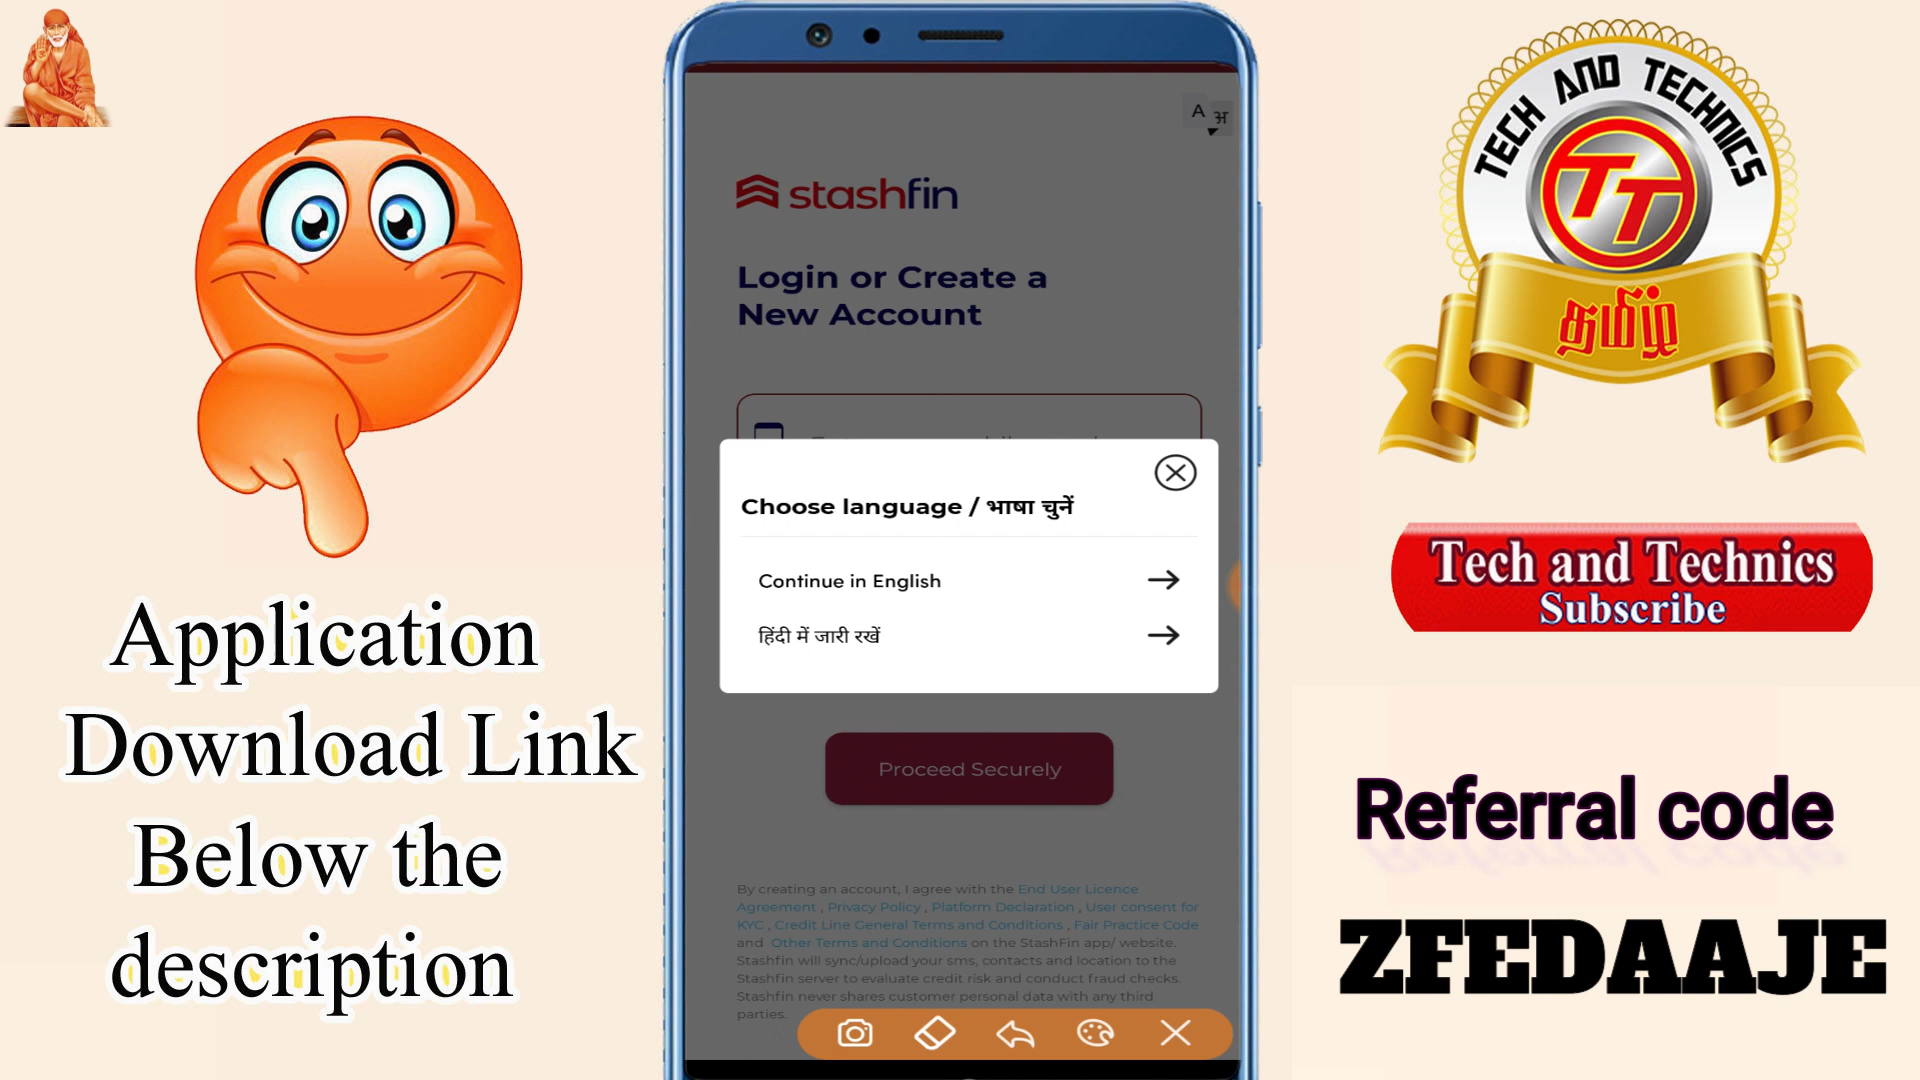 Application
Download Link
Below the
description
A अ
stashfin
Login or Create a
New Account
Choose language / भाषा चुनें
Continue in English
हिंदी में जारी रखें
Proceed Securely
By creating an account, I agree with the End User Licence
Agreement , Privacy Policy , Platform Declaration , User consent for
KYC , Credit Line General Terms and Conditions , Fair Practice Code
and Other Terms and Conditions on the StashFin app/ website.
Stashfin will sync/upload your sms, contacts and location to the
Stashfin server to evaluate credit risk and conduct fraud checks.
Stashfin never shares customer personal data with any third
parties.
TECH AND TECHNICS
TT
தமிழ்
Tech and Technics
Subscribe
Referral code
ZFEDAAJE